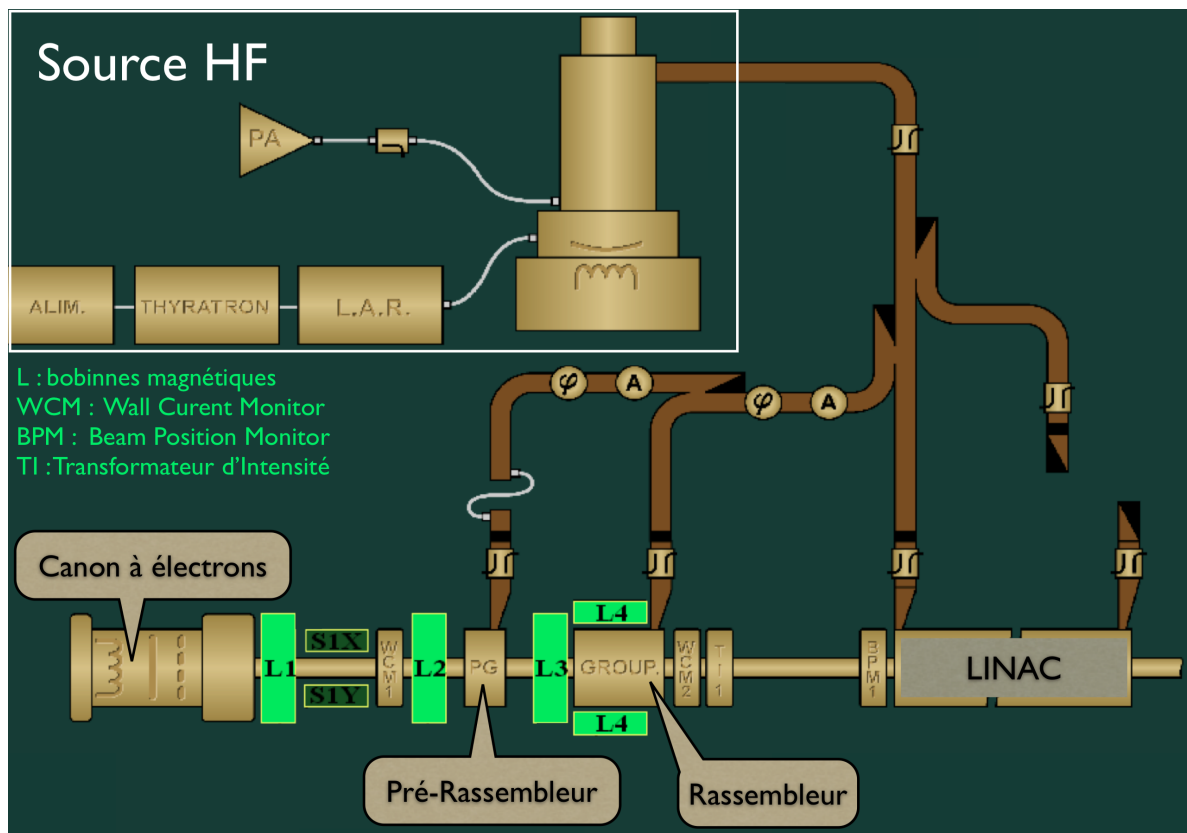 Source HF
PA
ALIM.
THYRATRON
L.A.R.
L : bobinnes magnétiques
WCM : Wall Curent Monitor
BPM : Beam Position Monitor
TI : Transformateur d'Intensité
φ
A
φ
A
Canon à électrons
L1
S1X
S1Y
WCM1
L2
PG
L3
L4
GROUP.
L4
WCM2
TI1
BPM1
LINAC
Pré-Rassembleur
Rassembleur